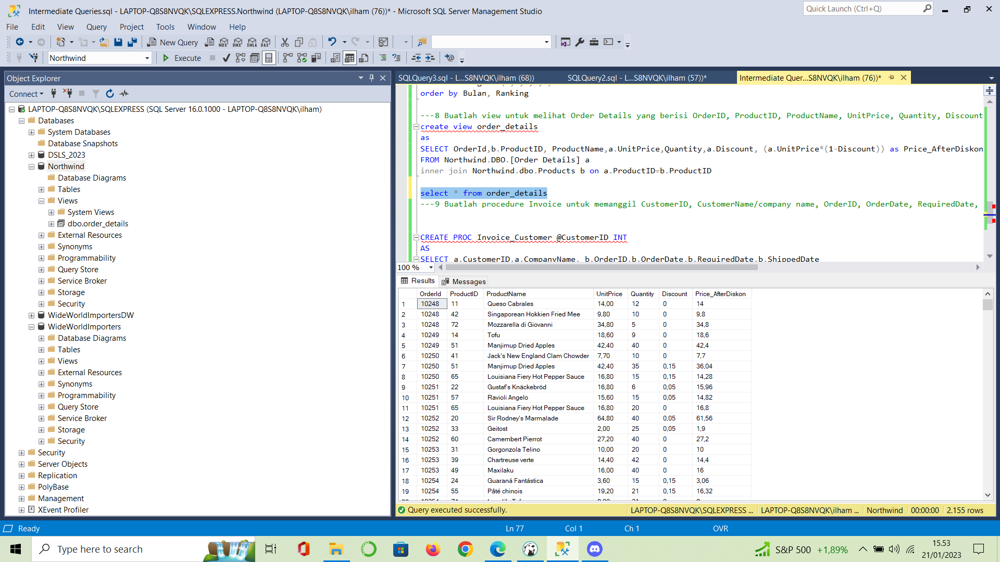 Intermediate Queries.sql - LAPTOP-Q8S8NVQK\SQLEXPRESS.Northwind (LAPTOP-Q8S8NVQK\ilham (76))* - Microsoft SQL Server Management Studio
Quick Launch (Ctrl+Q)
File Edit View Query Project Tools Window Help
New Query MDX DMX XMLA DAX
Northwind Execute
Object Explorer
Connect
LAPTOP-Q8S8NVQK\SQLEXPRESS (SQL Server 16.0.1000 - LAPTOP-Q8S8NVQK\ilham)
Databases
System Databases
Database Snapshots
DSLS_2023
Northwind
Database Diagrams
Tables
Views
System Views
dbo.order_details
External Resources
Synonyms
Programmability
Query Store
Service Broker
Storage
Security
WideWorldImportersDW
WideWorldImporters
Database Diagrams
Tables
Views
External Resources
Synonyms
Programmability
Query Store
Service Broker
Storage
Security
Security
Server Objects
Replication
PolyBase
Management
XEvent Profiler
SQLQuery3.sql - L...S8NVQK\ilham (68)) SQLQuery2.sql - L...S8NVQK\ilham (57))* Intermediate Quer...S8NVQK\ilham (76))*
order by Bulan, Ranking
---8 Buatlah view untuk melihat Order Details yang berisi OrderID, ProductID, ProductName, UnitPrice, Quantity, Discount
create view order_details
as
SELECT OrderId,b.ProductID, ProductName,a.UnitPrice,Quantity,a.Discount, (a.UnitPrice*(1-Discount)) as Price_AfterDiskon
FROM Northwind.DBO.[Order Details] a
inner join Northwind.dbo.Products b on a.ProductID=b.ProductID
select * from order_details
---9 Buatlah procedure Invoice untuk memanggil CustomerID, CustomerName/company name, OrderID, OrderDate, RequiredDate,
CREATE PROC Invoice_Customer @CustomerID INT
AS
SELECT a.CustomerID,a.CompanyName, b.OrderID,b.OrderDate,b.RequiredDate,b.ShippedDate
100 %
Results Messages
OrderId ProductID ProductName UnitPrice Quantity Discount Price_AfterDiskon
1 10248 11 Queso Cabrales 14,00 12 0 14
2 10248 42 Singaporean Hokkien Fried Mee 9,80 10 0 9,8
3 10248 72 Mozzarella di Giovanni 34,80 5 0 34,8
4 10249 14 Tofu 18,60 9 0 18,6
5 10249 51 Manjimup Dried Apples 42,40 40 0 42,4
6 10250 41 Jack's New England Clam Chowder 7,70 10 0 7,7
7 10250 51 Manjimup Dried Apples 42,40 35 0,15 36,04
8 10250 65 Louisiana Fiery Hot Pepper Sauce 16,80 15 0,15 14,28
9 10251 22 Gustaf's Knäckebröd 16,80 6 0,05 15,96
10 10251 57 Ravioli Angelo 15,60 15 0,05 14,82
11 10251 65 Louisiana Fiery Hot Pepper Sauce 16,80 20 0 16,8
12 10252 20 Sir Rodney's Marmalade 64,80 40 0,05 61,56
13 10252 33 Geitost 2,00 25 0,05 1,9
14 10252 60 Camembert Pierrot 27,20 40 0 27,2
15 10253 31 Gorgonzola Telino 10,00 20 0 10
16 10253 39 Chartreuse verte 14,40 42 0 14,4
17 10253 49 Maxilaku 16,00 40 0 16
18 10254 24 Guaraná Fantástica 3,60 15 0,15 3,06
19 10254 55 Pâté chinois 19,20 21 0,15 16,32
Query executed successfully. LAPTOP-Q8S8NVQK\SQLEXPRESS ... LAPTOP-Q8S8NVQK\ilham ... Northwind 00:00:00 2.155 rows
Ready Ln 77 Col 1 Ch 1 OVR
Type here to search S&P 500 +1,89% 15.53
21/01/2023